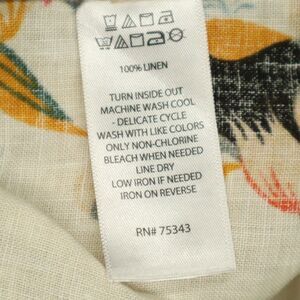 100% LINEN
TURN INSIDE OUT
MACHINE WASH COOL
- DELICATE CYCLE
WASH WITH LIKE COLORS
ONLY NON-CHLORINE
BLEACH WHEN NEEDED
LINE DRY
LOW IRON IF NEEDED
IRON ON REVERSE
RN# 75343